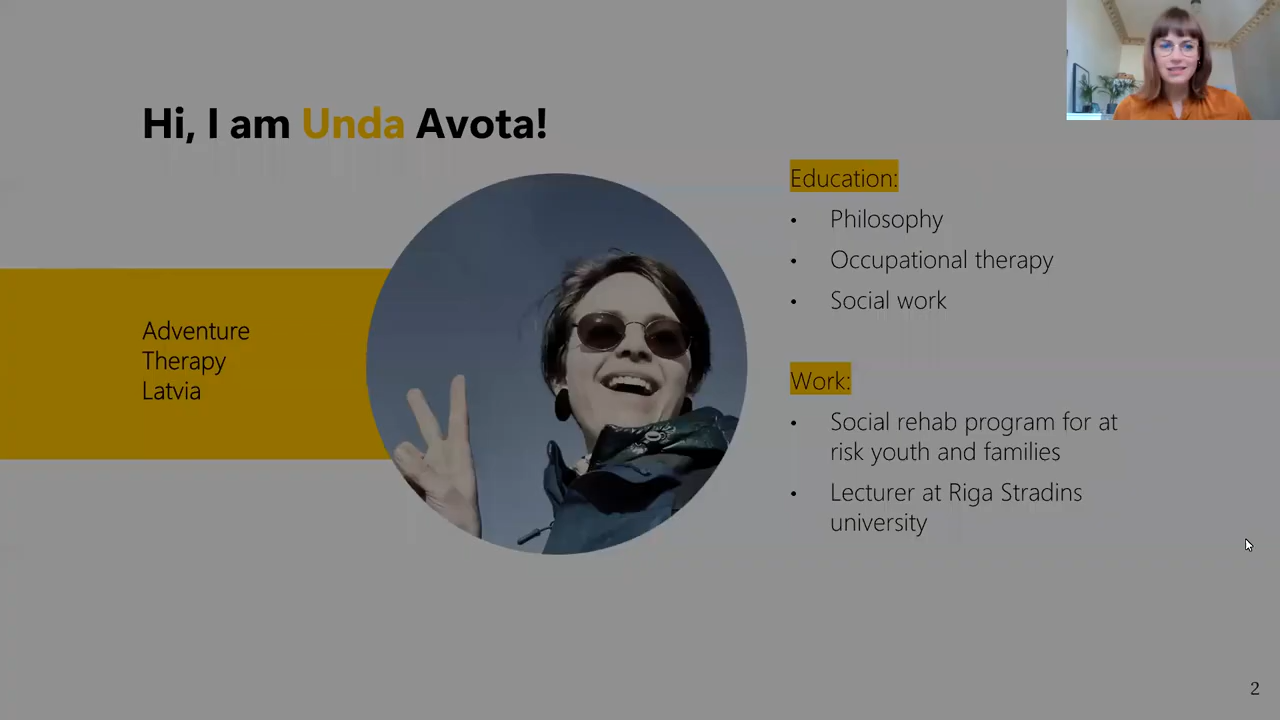 Hi, I am Unda Avota!
Adventure
Therapy
Latvia
Education:
• Philosophy
• Occupational therapy
• Social work
Work:
• Social rehab program for at
risk youth and families
• Lecturer at Riga Stradins
university
2